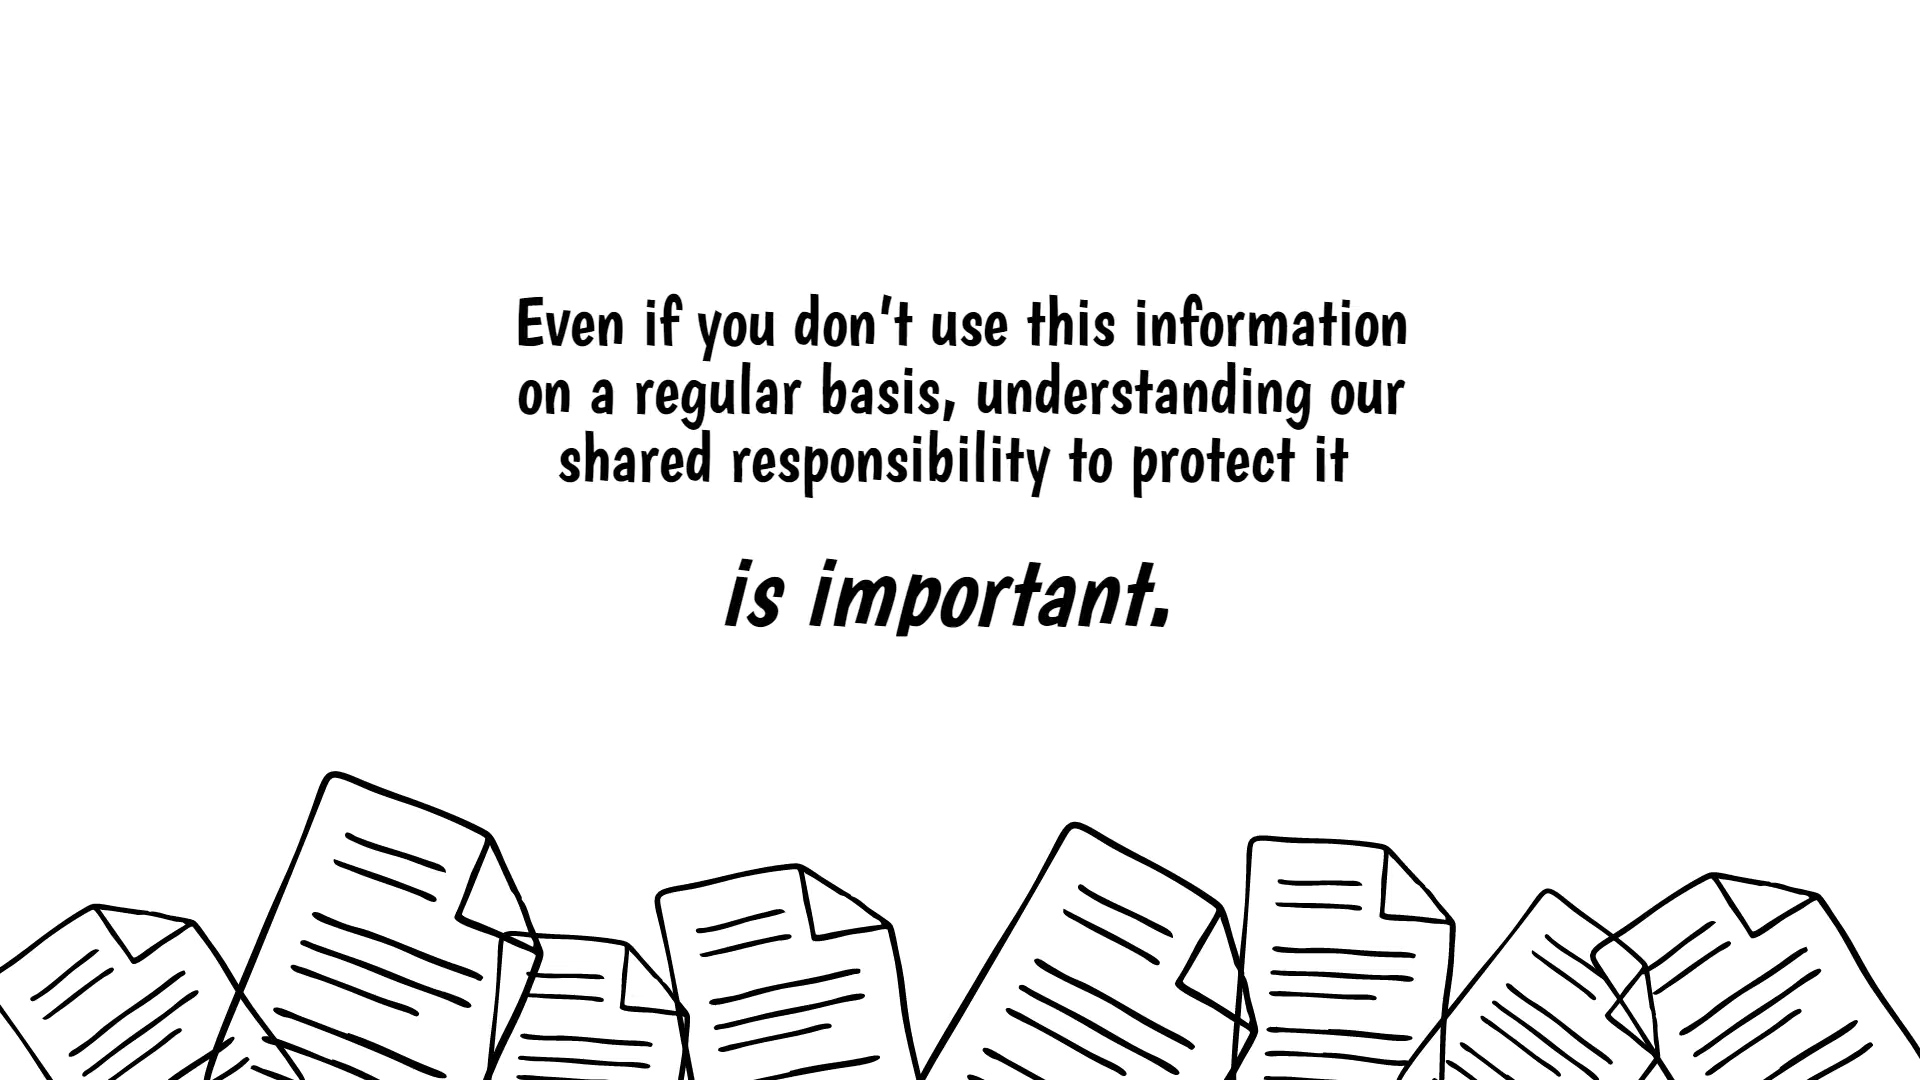 Even if you don't use this information
on a regular basis, understanding our
shared responsibility to protect it
is important.